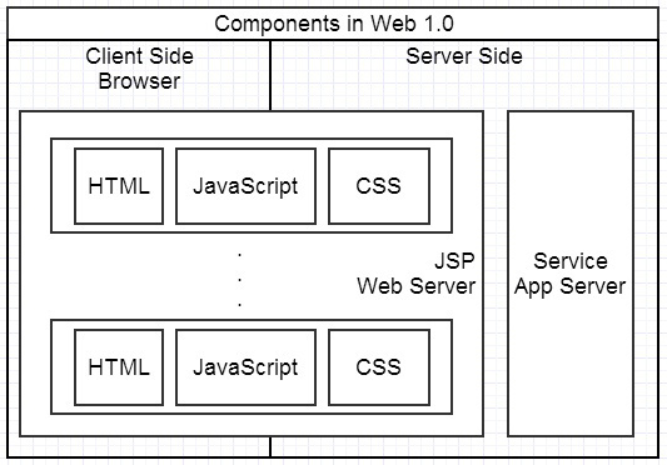 Components in Web 1.0
Client Side
Browser
Server Side
HTML
JavaScript
CSS
.
.
.
JSP
Web Server
Service
App Server
HTML
JavaScript
CSS